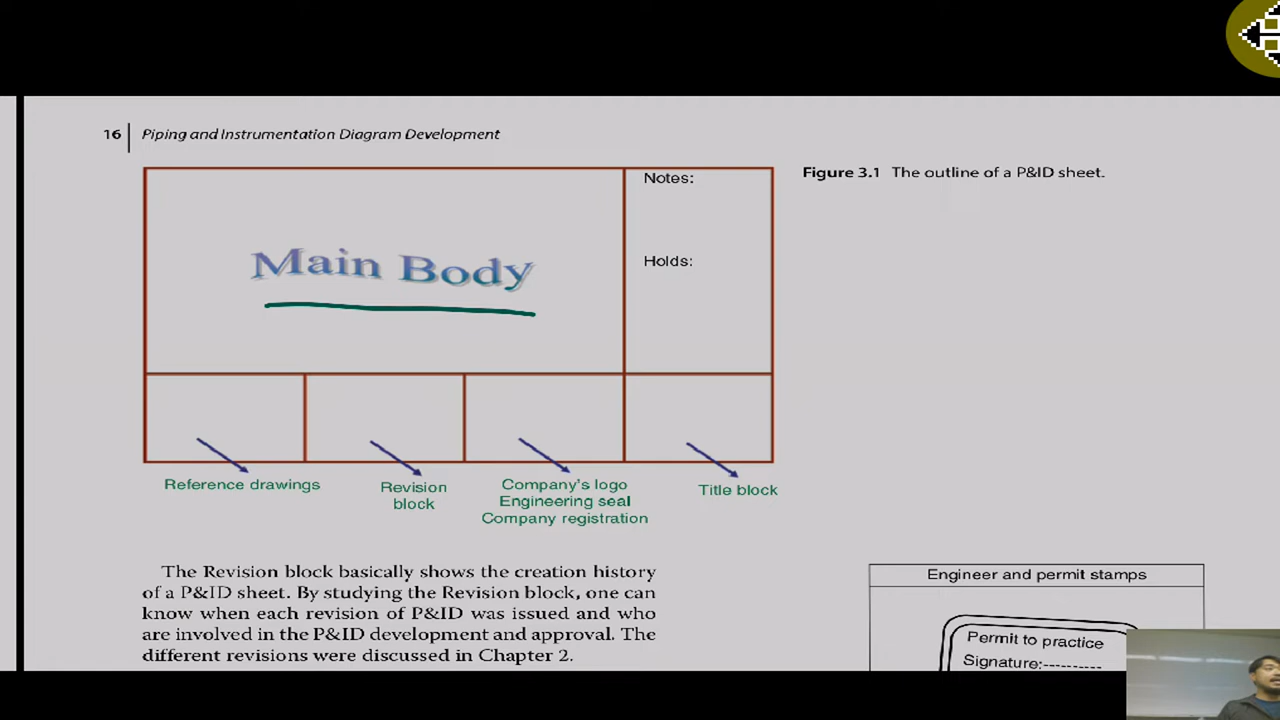 16 Piping and Instrumentation Diagram Development
Notes:
Figure 3.1 The outline of a P&ID sheet.
Main Body
Holds:
Reference drawings
Revision
block
Company's logo
Engineering seal
Company registration
Title block
The Revision block basically shows the creation history
of a P&ID sheet. By studying the Revision block, one can
know when each revision of P&ID was issued and who
are involved in the P&ID development and approval. The
different revisions were discussed in Chapter 2.
Engineer and permit stamps
Permit to practice
Signature:----------